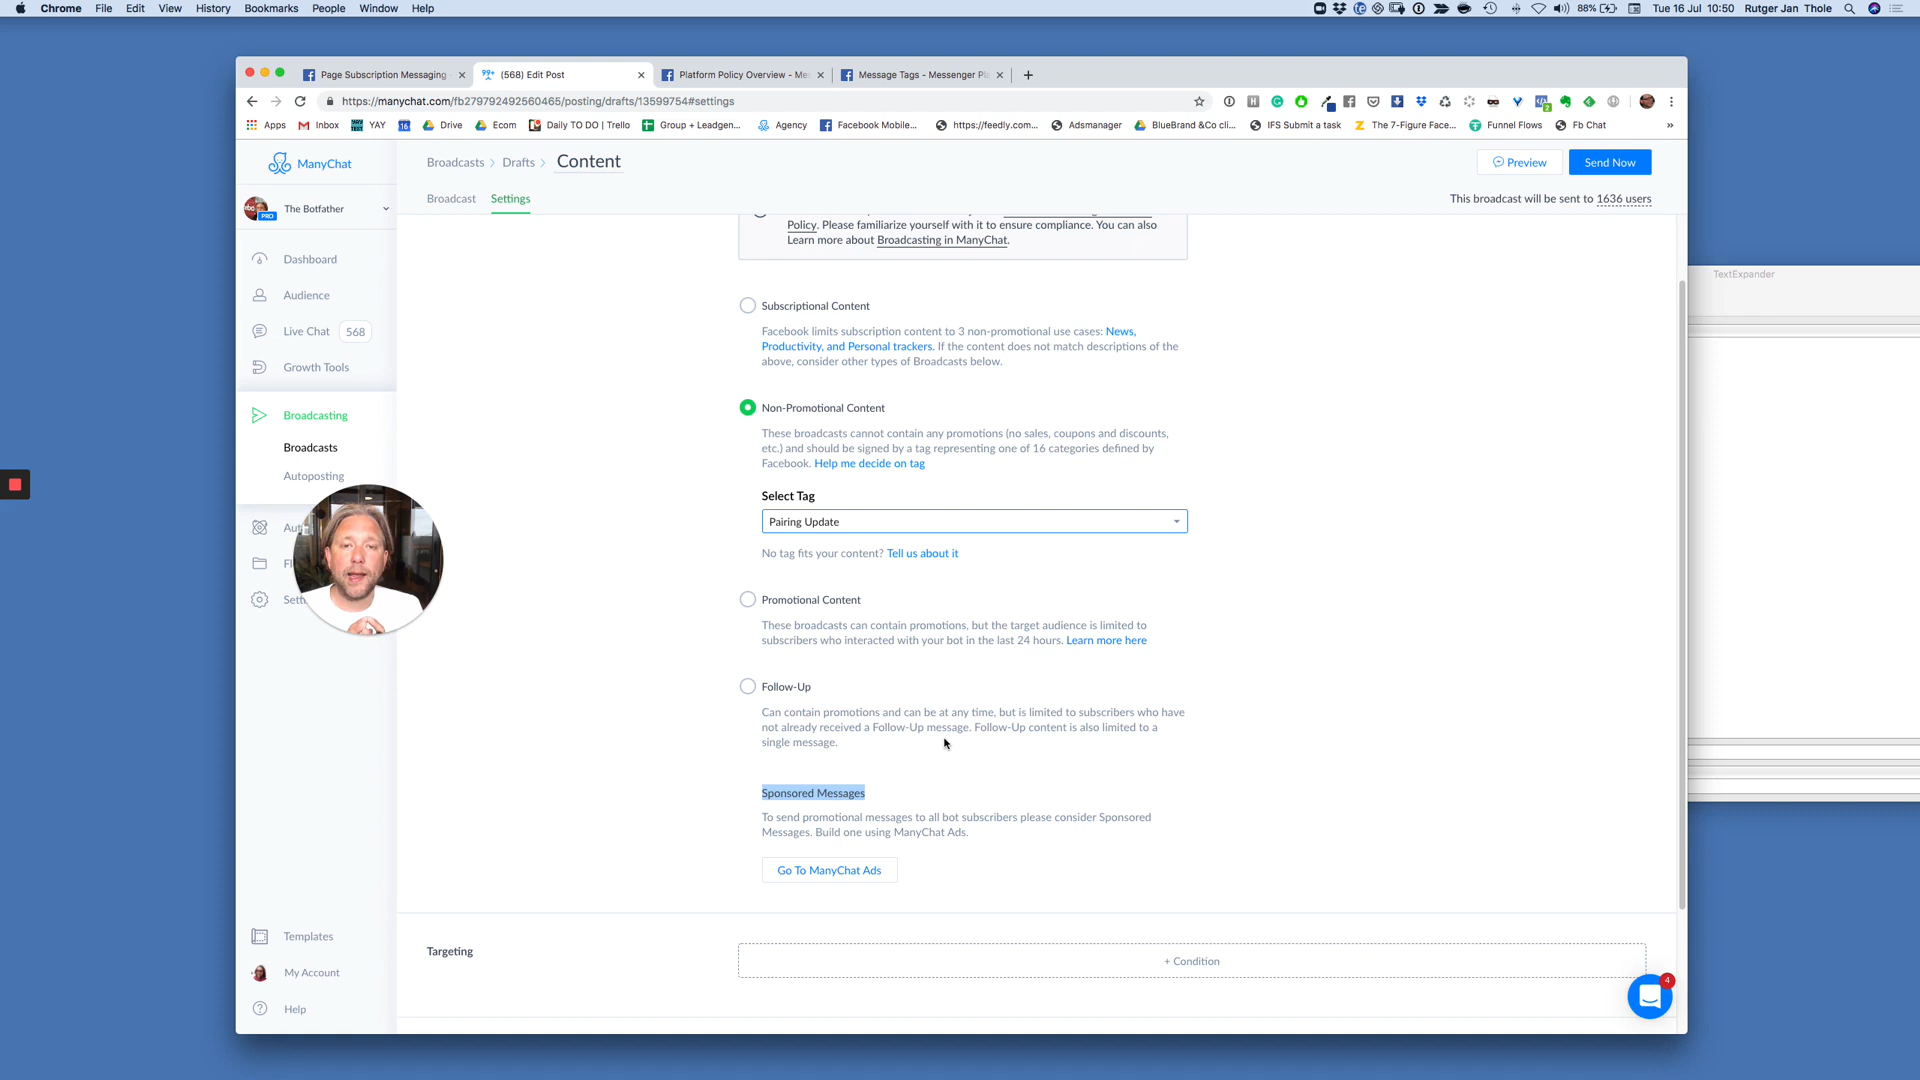 Chrome File Edit View History Bookmarks People Window Help
88% Tue 16 Jul 10:50 Rutger Jan Thole
Page Subscription Messaging
99+ (568) Edit Post
Platform Policy Overview - Me
Message Tags - Messenger Pl
https://manychat.com/fb279792492560465/posting/drafts/13599754#settings
Apps Inbox YAY 16 Drive Ecom Daily TO DO | Trello Group + Leadgen... Agency Facebook Mobile... https://feedly.com... Adsmanager BlueBrand &Co cli... IFS Submit a task The 7-Figure Face... Funnel Flows Fb Chat »
ManyChat
Broadcasts > Drafts > Content
Preview
Send Now
Broadcast Settings
This broadcast will be sent to 1636 users
The Botfather
PRO
Dashboard
Audience
Live Chat 568
Growth Tools
Broadcasting
Broadcasts
Autoposting
Templates
My Account
Help
Policy. Please familiarize yourself with it to ensure compliance. You can also
Learn more about Broadcasting in ManyChat.
Subscriptional Content
Facebook limits subscription content to 3 non-promotional use cases: News,
Productivity, and Personal trackers. If the content does not match descriptions of the
above, consider other types of Broadcasts below.
Non-Promotional Content
These broadcasts cannot contain any promotions (no sales, coupons and discounts,
etc.) and should be signed by a tag representing one of 16 categories defined by
Facebook. Help me decide on tag
Select Tag
Pairing Update
No tag fits your content? Tell us about it
Promotional Content
These broadcasts can contain promotions, but the target audience is limited to
subscribers who interacted with your bot in the last 24 hours. Learn more here
Follow-Up
Can contain promotions and can be at any time, but is limited to subscribers who have
not already received a Follow-Up message. Follow-Up content is also limited to a
single message.
Sponsored Messages
To send promotional messages to all bot subscribers please consider Sponsored
Messages. Build one using ManyChat Ads.
Go To ManyChat Ads
Targeting
+ Condition
4
TextExpander